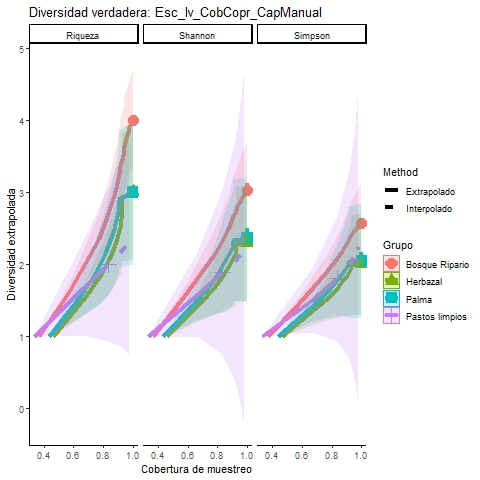 Diversidad verdadera: Esc_Iv_CobCopr_CapManual
Riqueza
Shannon
Simpson
Diversidad extrapolada
5
4
3
2
1
0
0.4 0.6 0.8 1.0
0.4 0.6 0.8 1.0
0.4 0.6 0.8 1.0
Cobertura de muestreo
Method
Extrapolado
Interpolado
Grupo
Bosque Ripario
Herbazal
Palma
Pastos limpios